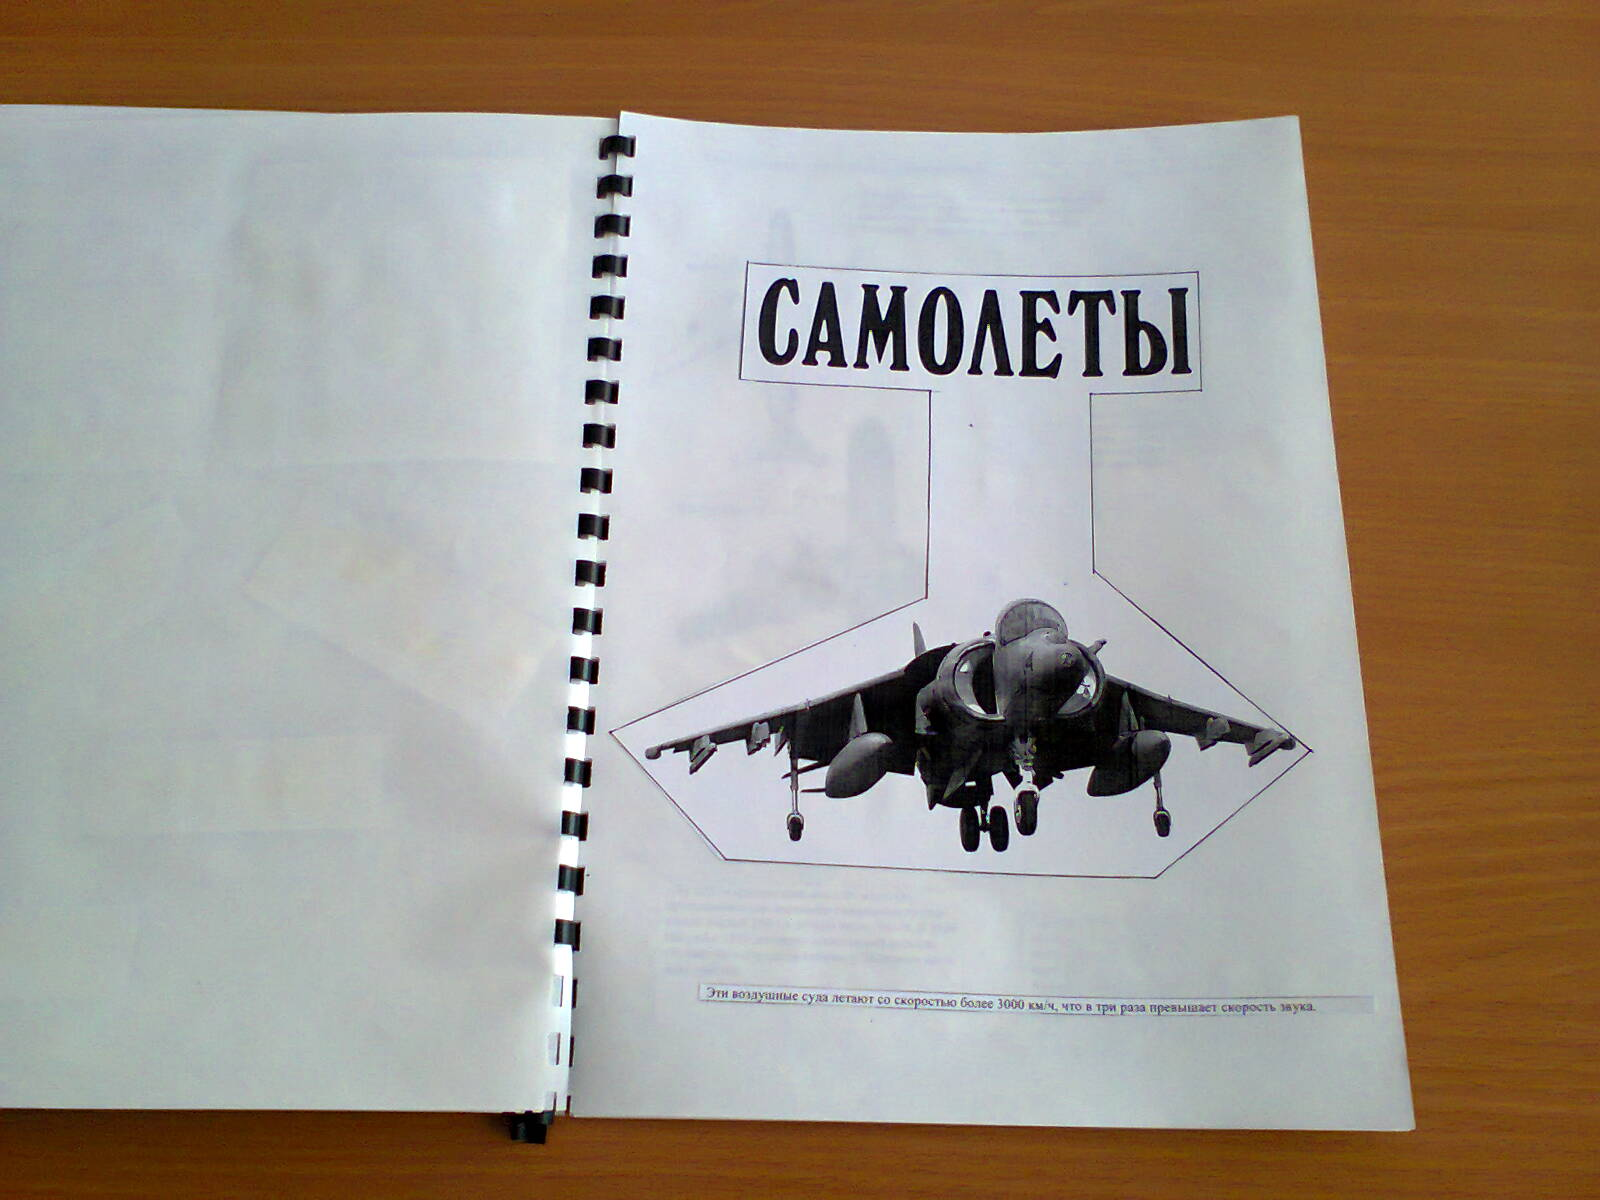 САМОЛЕТЫ
Эти воздушные суда летают со скоростью более 3000 км/ч, что в три раза превышает скорость звука.